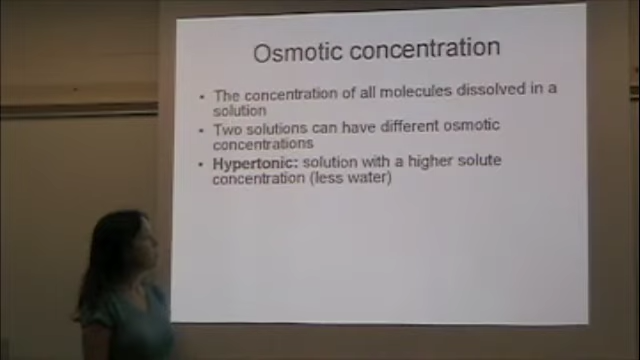 Osmotic concentration
• The concentration of all molecules dissolved in a
solution
• Two solutions can have different osmotic
concentrations
• Hypertonic: solution with a higher solute
concentration (less water)